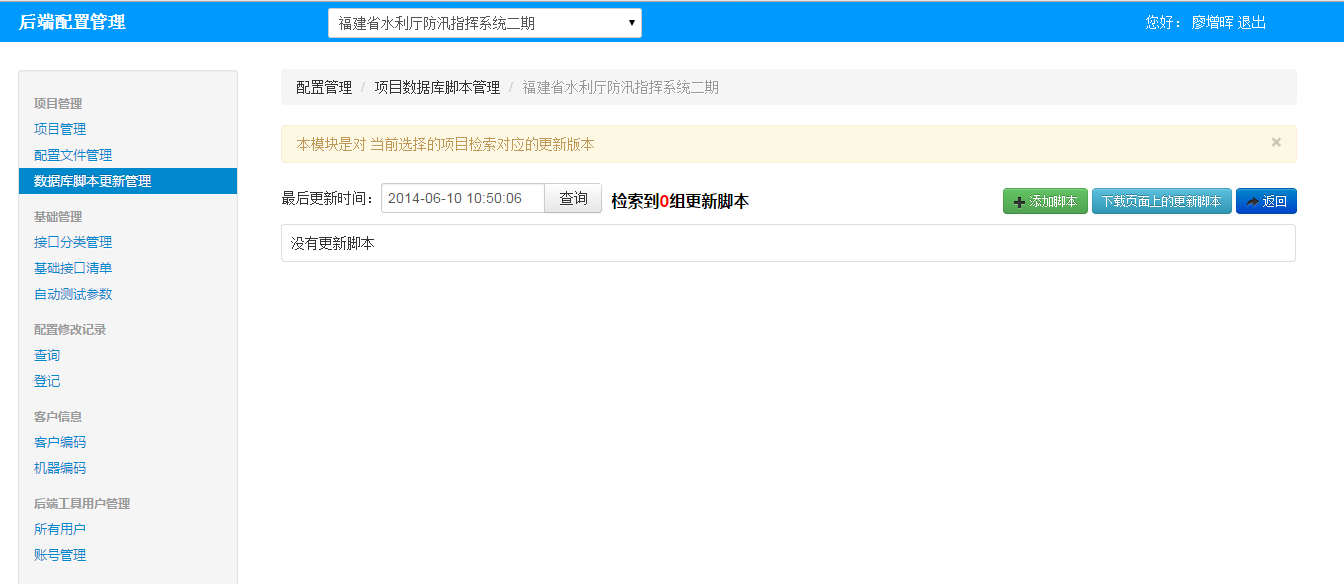 后端配置管理
福建省水利厅防汛指挥系统二期
您好： 廖增晖 退出
项目管理
项目管理
配置文件管理
数据库脚本更新管理
基础管理
接口分类管理
基础接口清单
自动测试参数
配置修改记录
查询
登记
客户信息
客户编码
机器编码
后端工具用户管理
所有用户
账号管理
配置管理 / 项目数据库脚本管理 / 福建省水利厅防汛指挥系统二期
本模块是对 当前选择的项目检索对应的更新版本 ×
最后更新时间： 2014-06-10 10:50:06 查询 检索到0组更新脚本 添加脚本 下载页面上的更新脚本 返回
没有更新脚本